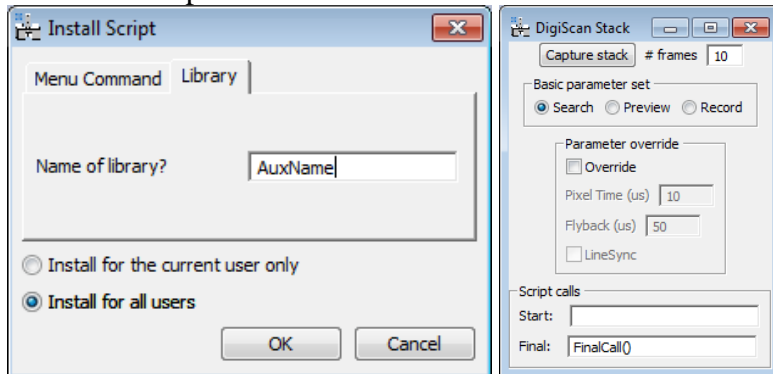 Install Script
Menu Command Library
Name of library? AuxName
Install for the current user only
Install for all users
OK Cancel
DigiScan Stack
Capture stack # frames 10
Basic parameter set
Search Preview Record
Parameter override
Override
Pixel Time (us) 10
Flyback (us) 50
LineSync
Script calls
Start:
Final: FinalCall()